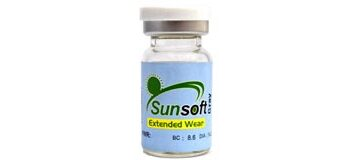 Sunsoft
Extended Wear
BC: 8.6 DIA: